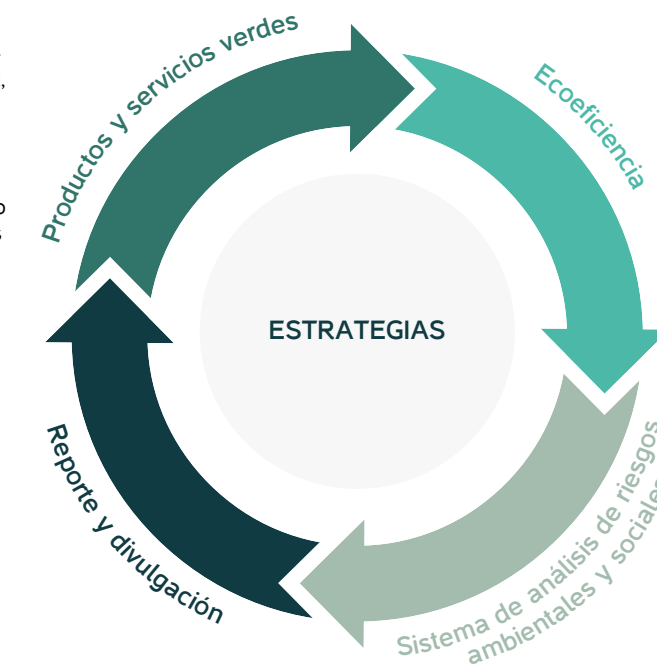 Productos y servicios verdes
Ecoeficiencia
ESTRATEGIAS
Reporte y divulgación
Sistema de análisis de riesgos
ambientales y sociales